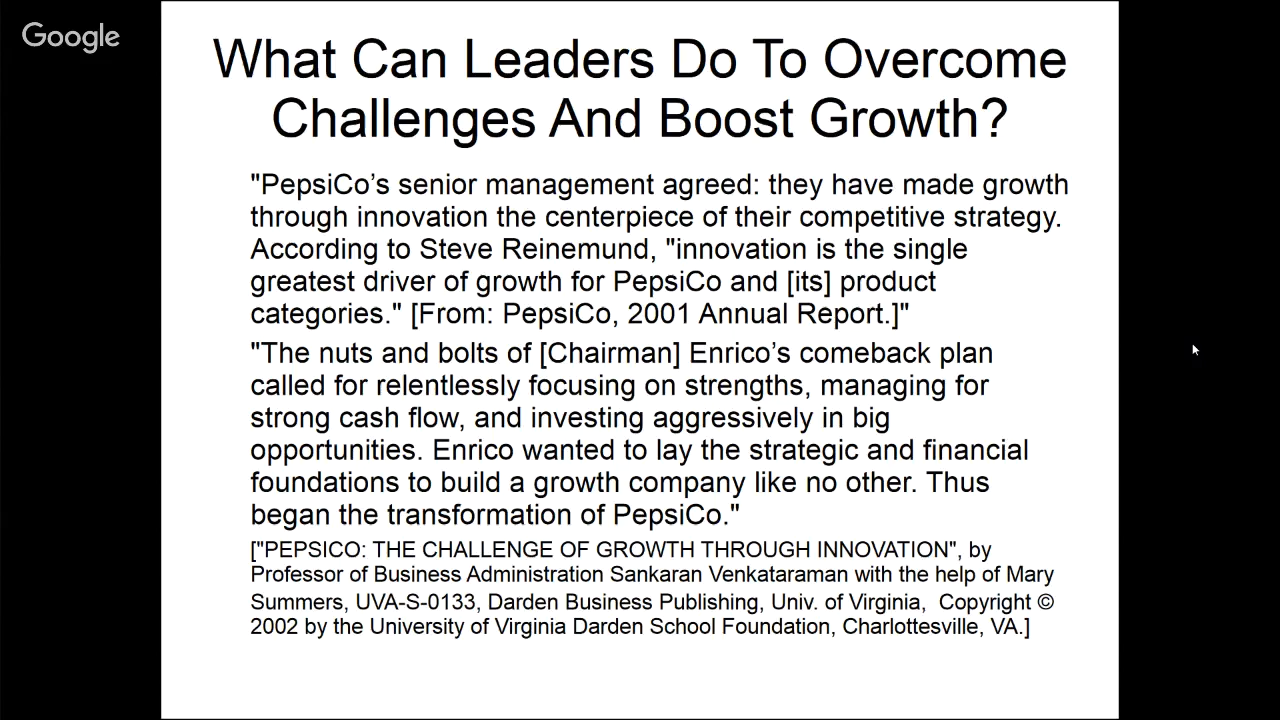 Google
What Can Leaders Do To Overcome
Challenges And Boost Growth?
"PepsiCo’s senior management agreed: they have made growth
through innovation the centerpiece of their competitive strategy.
According to Steve Reinemund, "innovation is the single
greatest driver of growth for PepsiCo and [its] product
categories." [From: PepsiCo, 2001 Annual Report.]"
"The nuts and bolts of [Chairman] Enrico’s comeback plan
called for relentlessly focusing on strengths, managing for
strong cash flow, and investing aggressively in big
opportunities. Enrico wanted to lay the strategic and financial
foundations to build a growth company like no other. Thus
began the transformation of PepsiCo."
["PEPSICO: THE CHALLENGE OF GROWTH THROUGH INNOVATION", by
Professor of Business Administration Sankaran Venkataraman with the help of Mary
Summers, UVA-S-0133, Darden Business Publishing, Univ. of Virginia,  Copyright ©
2002 by the University of Virginia Darden School Foundation, Charlottesville, VA.]